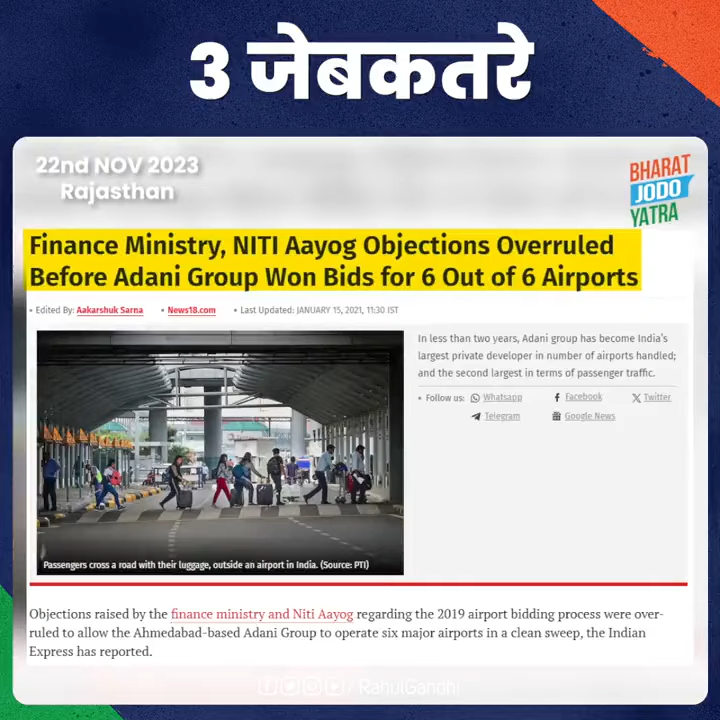 3 जेबकतरे
22nd NOV 2023
Rajasthan
BHARAT
JODO
YATRA
Finance Ministry, NITI Aayog Objections Overruled
Before Adani Group Won Bids for 6 Out of 6 Airports
• Edited By: Aakarshuk Sarna • News18.com • Last Updated: JANUARY 15, 2021, 11:30 IST
In less than two years, Adani group has become India's
largest private developer in number of airports handled;
and the second largest in terms of passenger traffic.
• Follow us: Whatsapp Facebook Twitter
Telegram Google News
Passengers cross a road with their luggage, outside an airport in India. (Source: PTI)
Objections raised by the finance ministry and Niti Aayog regarding the 2019 airport bidding process were over-
ruled to allow the Ahmedabad-based Adani Group to operate six major airports in a clean sweep, the Indian
Express has reported.
/ RahulGandhi